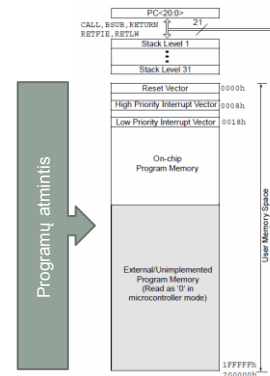 PC<20:0>
CALL,BSUB,RETURN
RETFIE,RETLW
21
Stack Level 1
Stack Level 31
Reset Vector
0000h
High Priority Interrupt Vector
0008h
Low Priority Interrupt Vector
0018h
On-chip
Program Memory
Programų atmintis
User Memory Space
External/Unimplemented
Program Memory
(Read as '0' in
microcontroller mode)
1FFFFFh
200000h